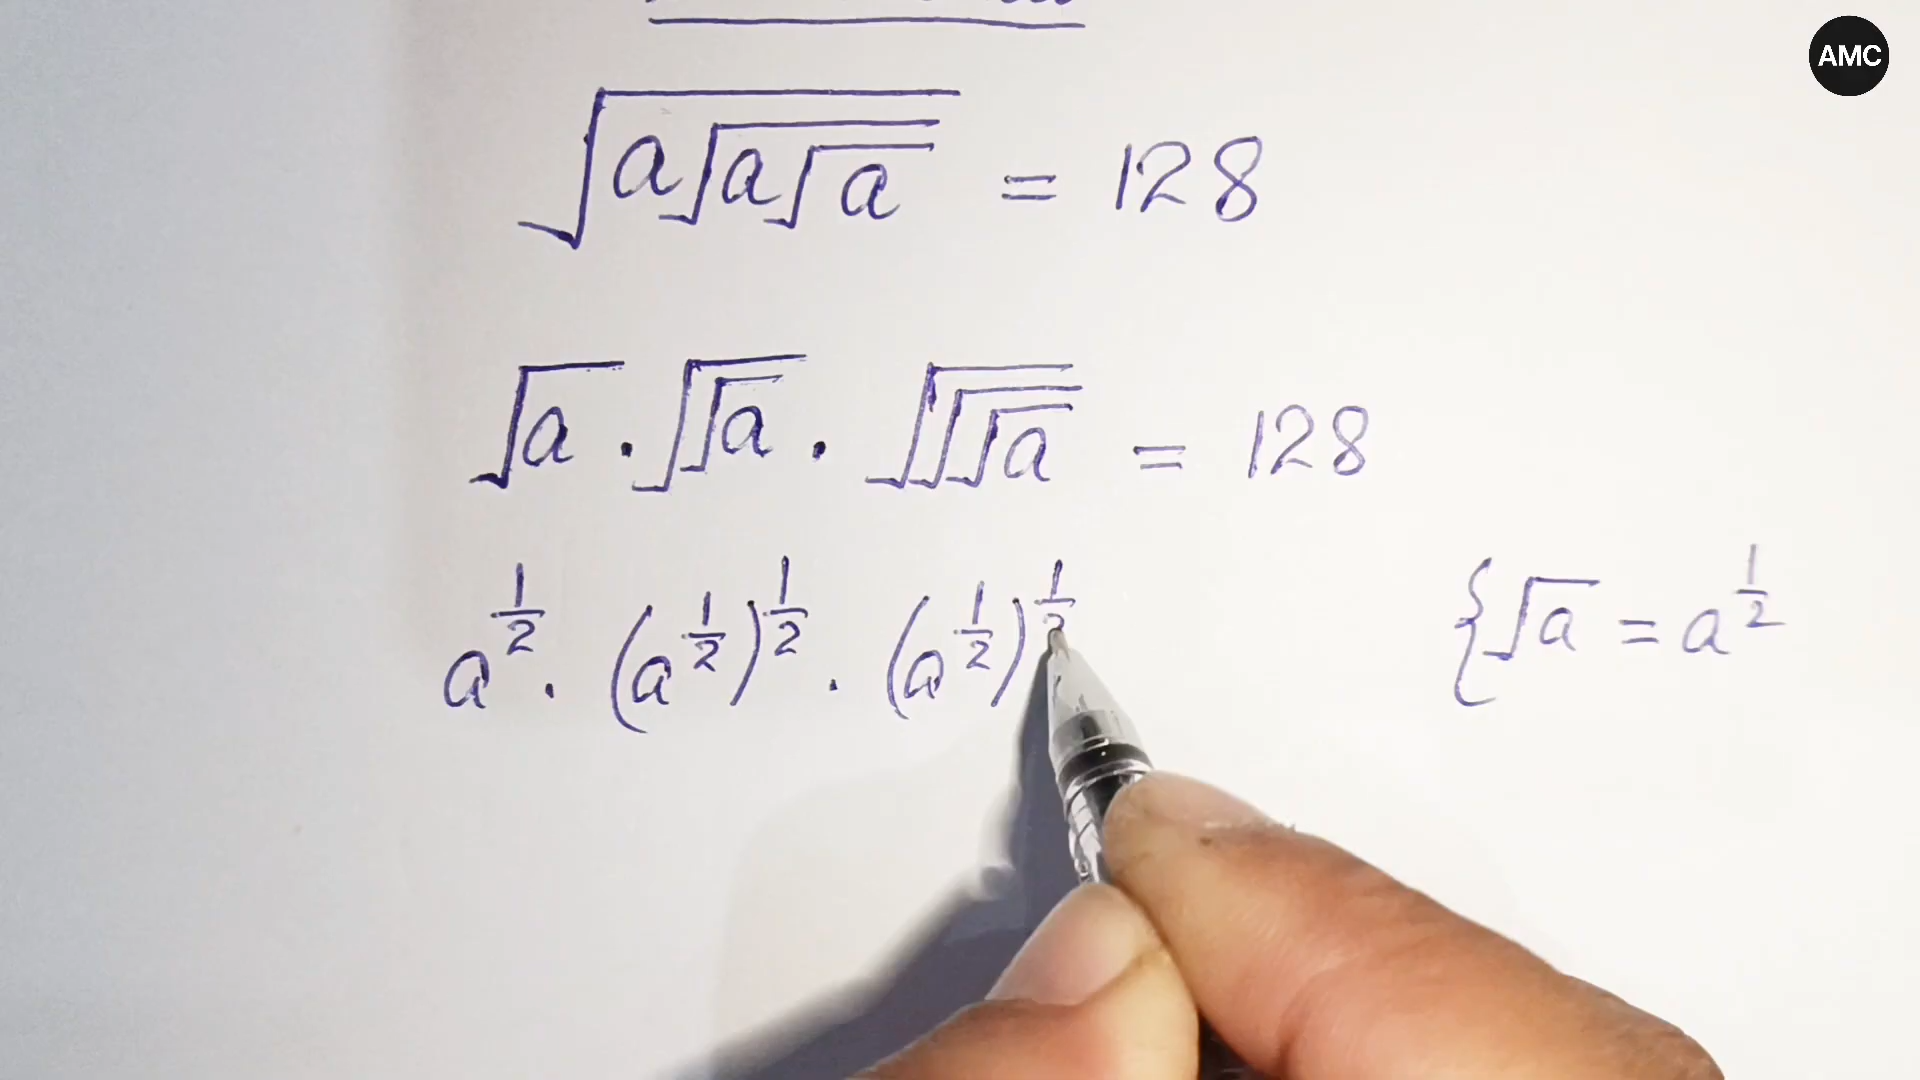 AMC
√(a√(a√a)) = 128
√a · √√a · √√√a = 128
a^(1/2) · (a^(1/2))^(1/2) · (a^(1/2))^(1/2) {√a = a^(1/2)